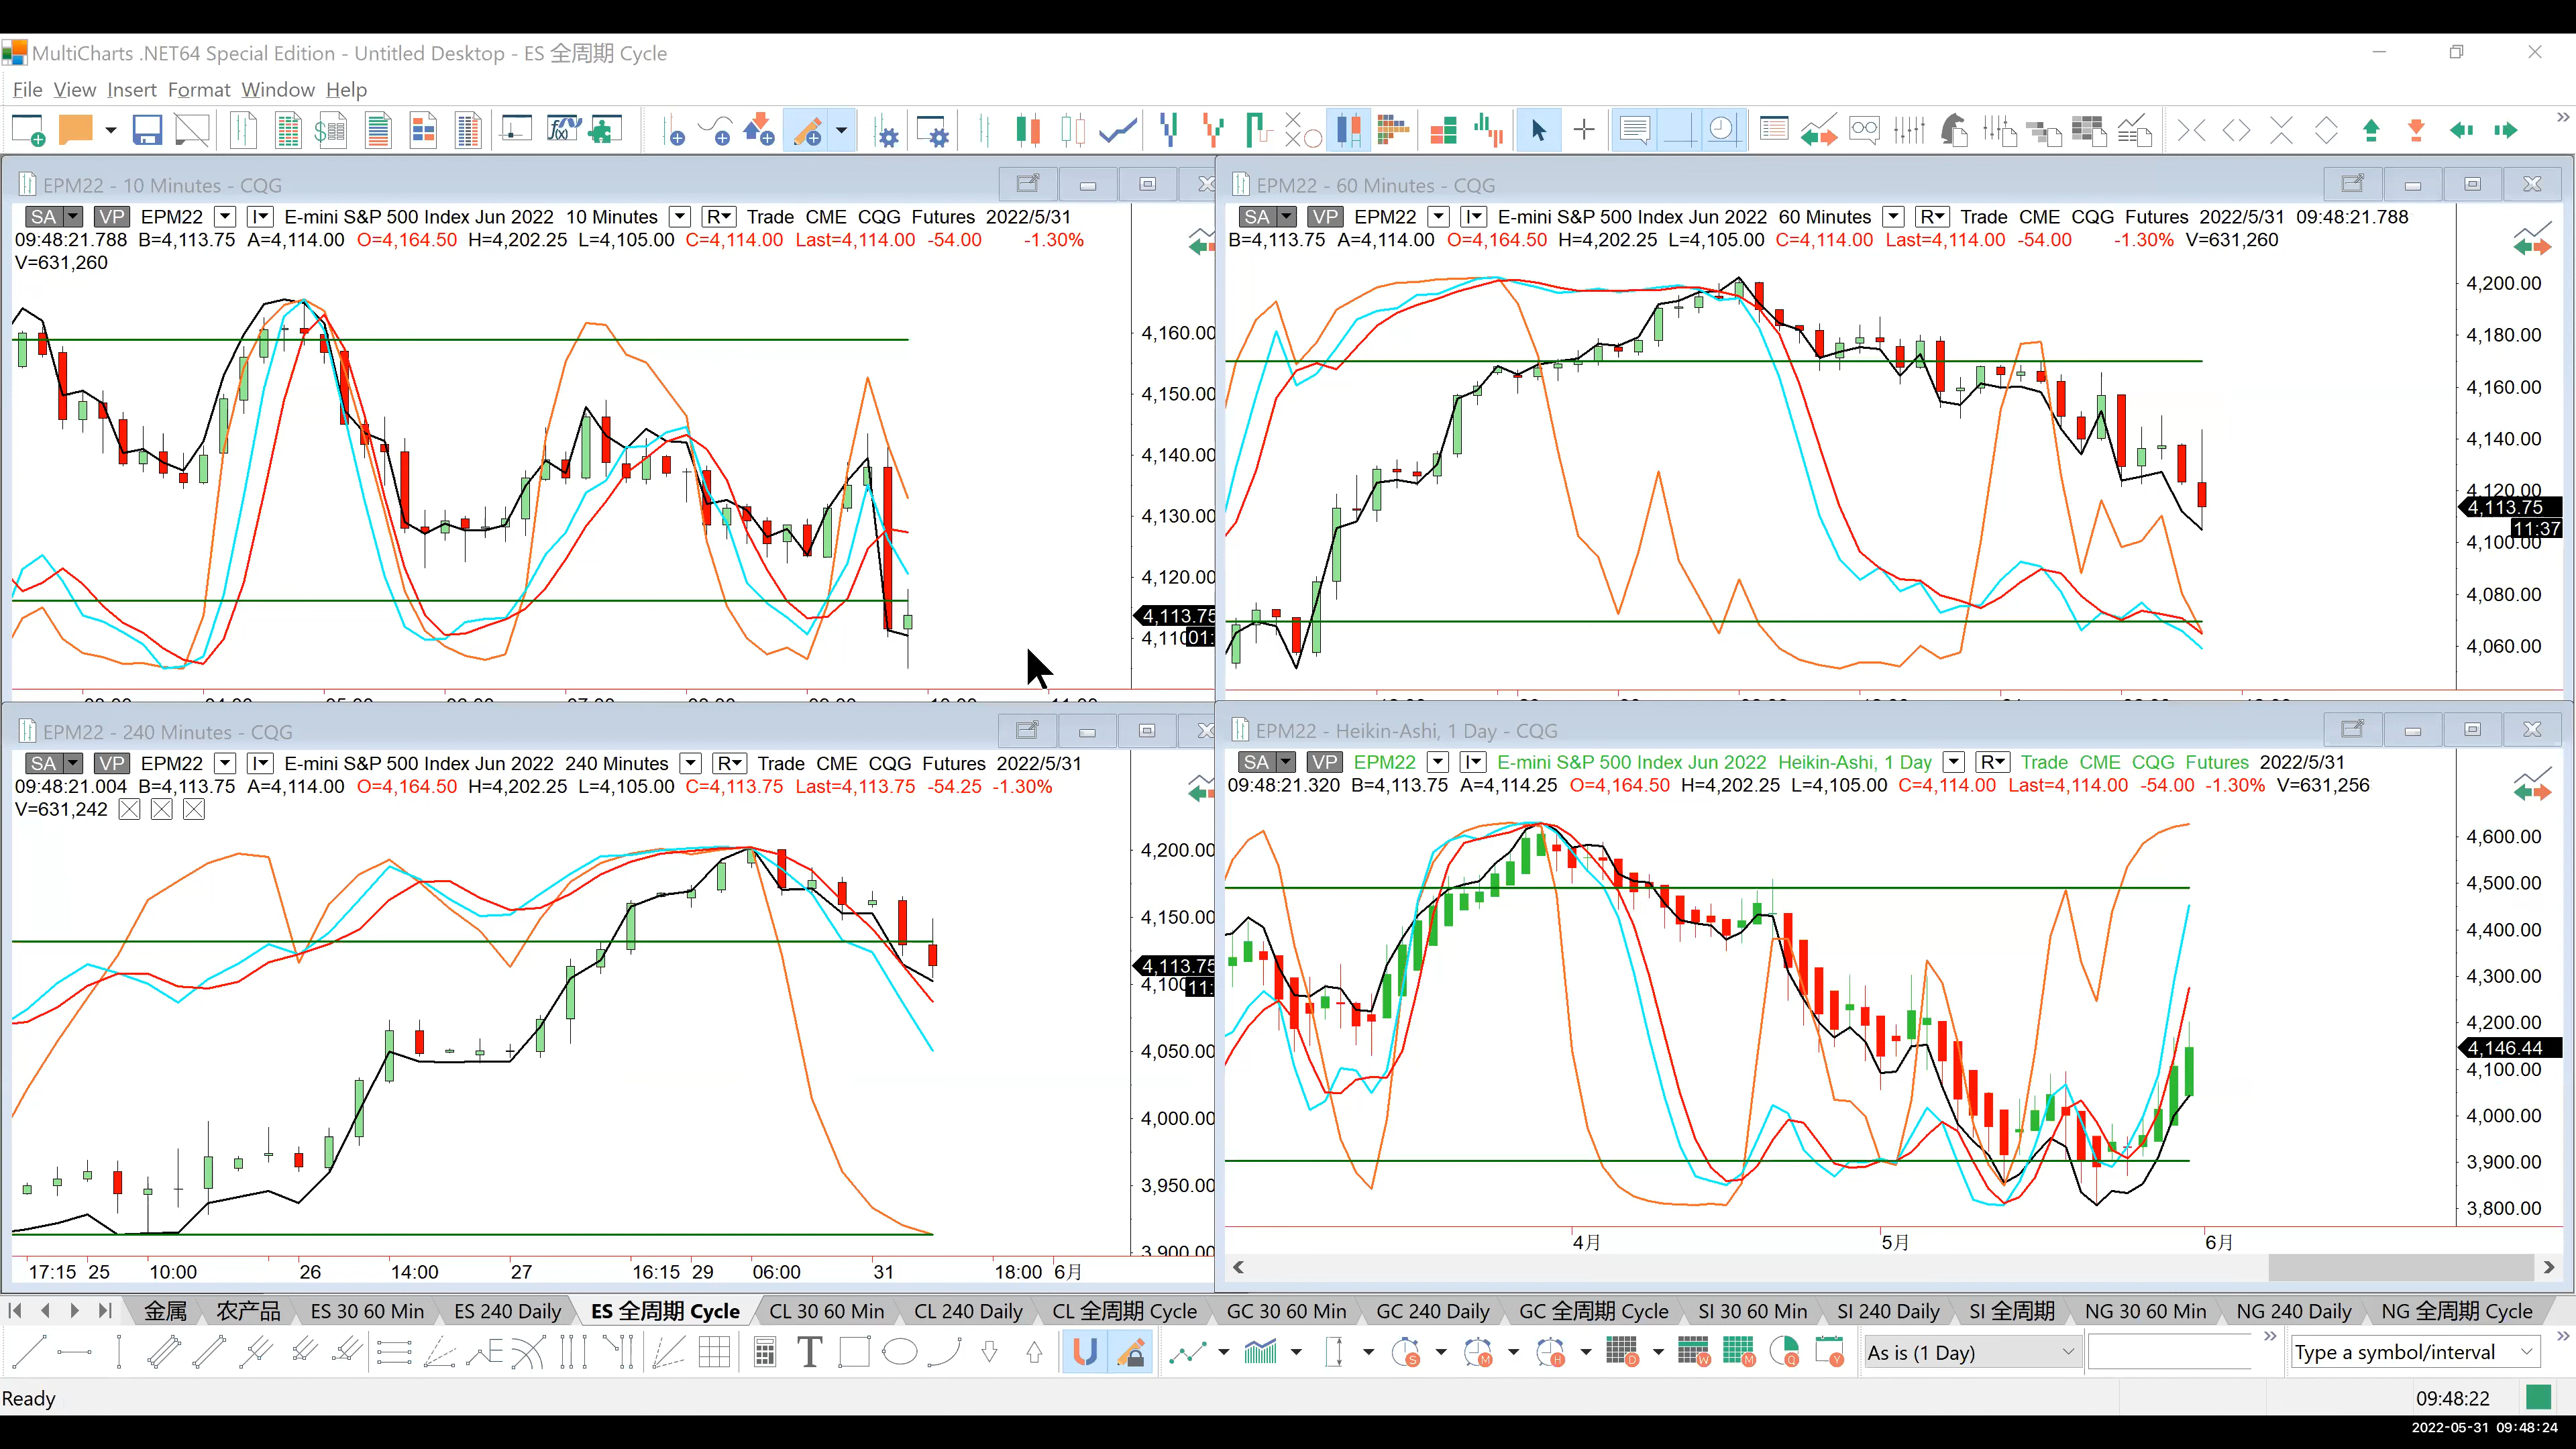 MultiCharts .NET64 Special Edition - Untitled Desktop - ES 全周期 Cycle
File View Insert Format Window Help
EPM22 - 10 Minutes - CQG
SA VP EPM22 I E-mini S&P 500 Index Jun 2022 10 Minutes R Trade CME CQG Futures 2022/5/31
09:48:21.788 B=4,113.75 A=4,114.00 O=4,164.50 H=4,202.25 L=4,105.00 C=4,114.00 Last=4,114.00 -54.00 -1.30%
V=631,260
4,160.00
4,150.00
4,140.00
4,130.00
4,120.00
4,113.75
EPM22 - 60 Minutes - CQG
SA VP EPM22 I E-mini S&P 500 Index Jun 2022 60 Minutes R Trade CME CQG Futures 2022/5/31 09:48:21.788
B=4,113.75 A=4,114.00 O=4,164.50 H=4,202.25 L=4,105.00 C=4,114.00 Last=4,114.00 -54.00 -1.30% V=631,260
4,200.00
4,180.00
4,160.00
4,140.00
4,120.00
4,113.75
11:37
4,100.00
4,080.00
4,060.00
EPM22 - 240 Minutes - CQG
SA VP EPM22 I E-mini S&P 500 Index Jun 2022 240 Minutes R Trade CME CQG Futures 2022/5/31
09:48:21.004 B=4,113.75 A=4,114.00 O=4,164.50 H=4,202.25 L=4,105.00 C=4,113.75 Last=4,113.75 -54.25 -1.30%
V=631,242
4,200.00
4,150.00
4,113.75
4,050.00
4,000.00
3,950.00
3,900.00
17:15 25 10:00 26 14:00 27 16:15 29 06:00 31 18:00 6月
EPM22 - Heikin-Ashi, 1 Day - CQG
SA VP EPM22 I E-mini S&P 500 Index Jun 2022 Heikin-Ashi, 1 Day R Trade CME CQG Futures 2022/5/31
09:48:21.320 B=4,113.75 A=4,114.25 O=4,164.50 H=4,202.25 L=4,105.00 C=4,114.00 Last=4,114.00 -54.00 -1.30% V=631,256
4,600.00
4,500.00
4,400.00
4,300.00
4,200.00
4,146.44
4,100.00
4,000.00
3,900.00
3,800.00
4月 5月 6月
金属 农产品 ES 30 60 Min ES 240 Daily ES 全周期 Cycle CL 30 60 Min CL 240 Daily CL 全周期 Cycle GC 30 60 Min GC 240 Daily GC 全周期 Cycle SI 30 60 Min SI 240 Daily SI 全周期 NG 30 60 Min NG 240 Daily NG 全周期 Cycle
As is (1 Day) Type a symbol/interval
Ready 09:48:22
2022-05-31 09:48:24